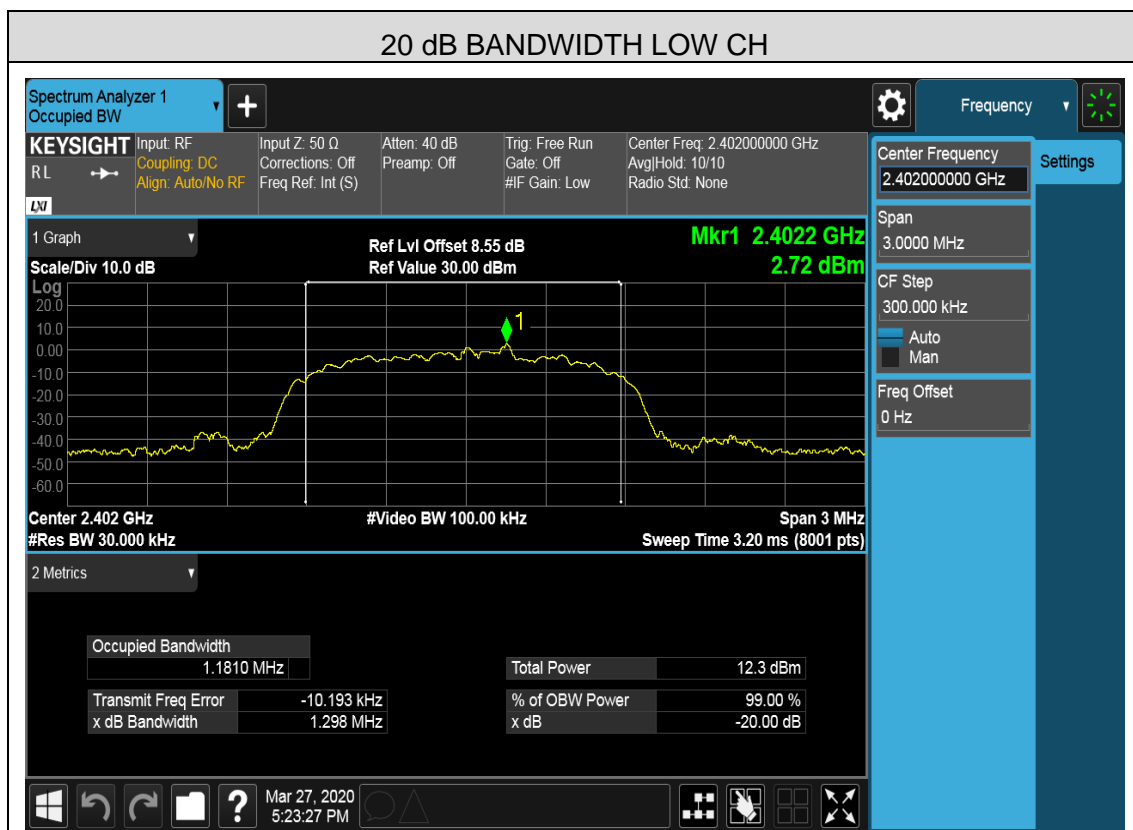 20 dB BANDWIDTH LOW CH
Spectrum Analyzer 1
Occupied BW
+
Frequency
KEYSIGHT
R L
LXI
Input: RF
Coupling: DC
Align: Auto/No RF
Input Z: 50 Ω
Corrections: Off
Freq Ref: Int (S)
Atten: 40 dB
Preamp: Off
Trig: Free Run
Gate: Off
#IF Gain: Low
Center Freq: 2.402000000 GHz
Avg|Hold: 10/10
Radio Std: None
Center Frequency
2.402000000 GHz
Settings
Span
3.0000 MHz
CF Step
300.000 kHz
Auto
Man
Freq Offset
0 Hz
1 Graph
Scale/Div 10.0 dB
Ref Lvl Offset 8.55 dB
Ref Value 30.00 dBm
Mkr1 2.4022 GHz
2.72 dBm
Log
20.0
10.0
0.00
-10.0
-20.0
-30.0
-40.0
-50.0
-60.0
1
Center 2.402 GHz
#Video BW 100.00 kHz
Span 3 MHz
#Res BW 30.000 kHz
Sweep Time 3.20 ms (8001 pts)
2 Metrics
Occupied Bandwidth
1.1810 MHz
Total Power 12.3 dBm
Transmit Freq Error -10.193 kHz
% of OBW Power 99.00 %
x dB Bandwidth 1.298 MHz
x dB -20.00 dB
?
Mar 27, 2020
5:23:27 PM